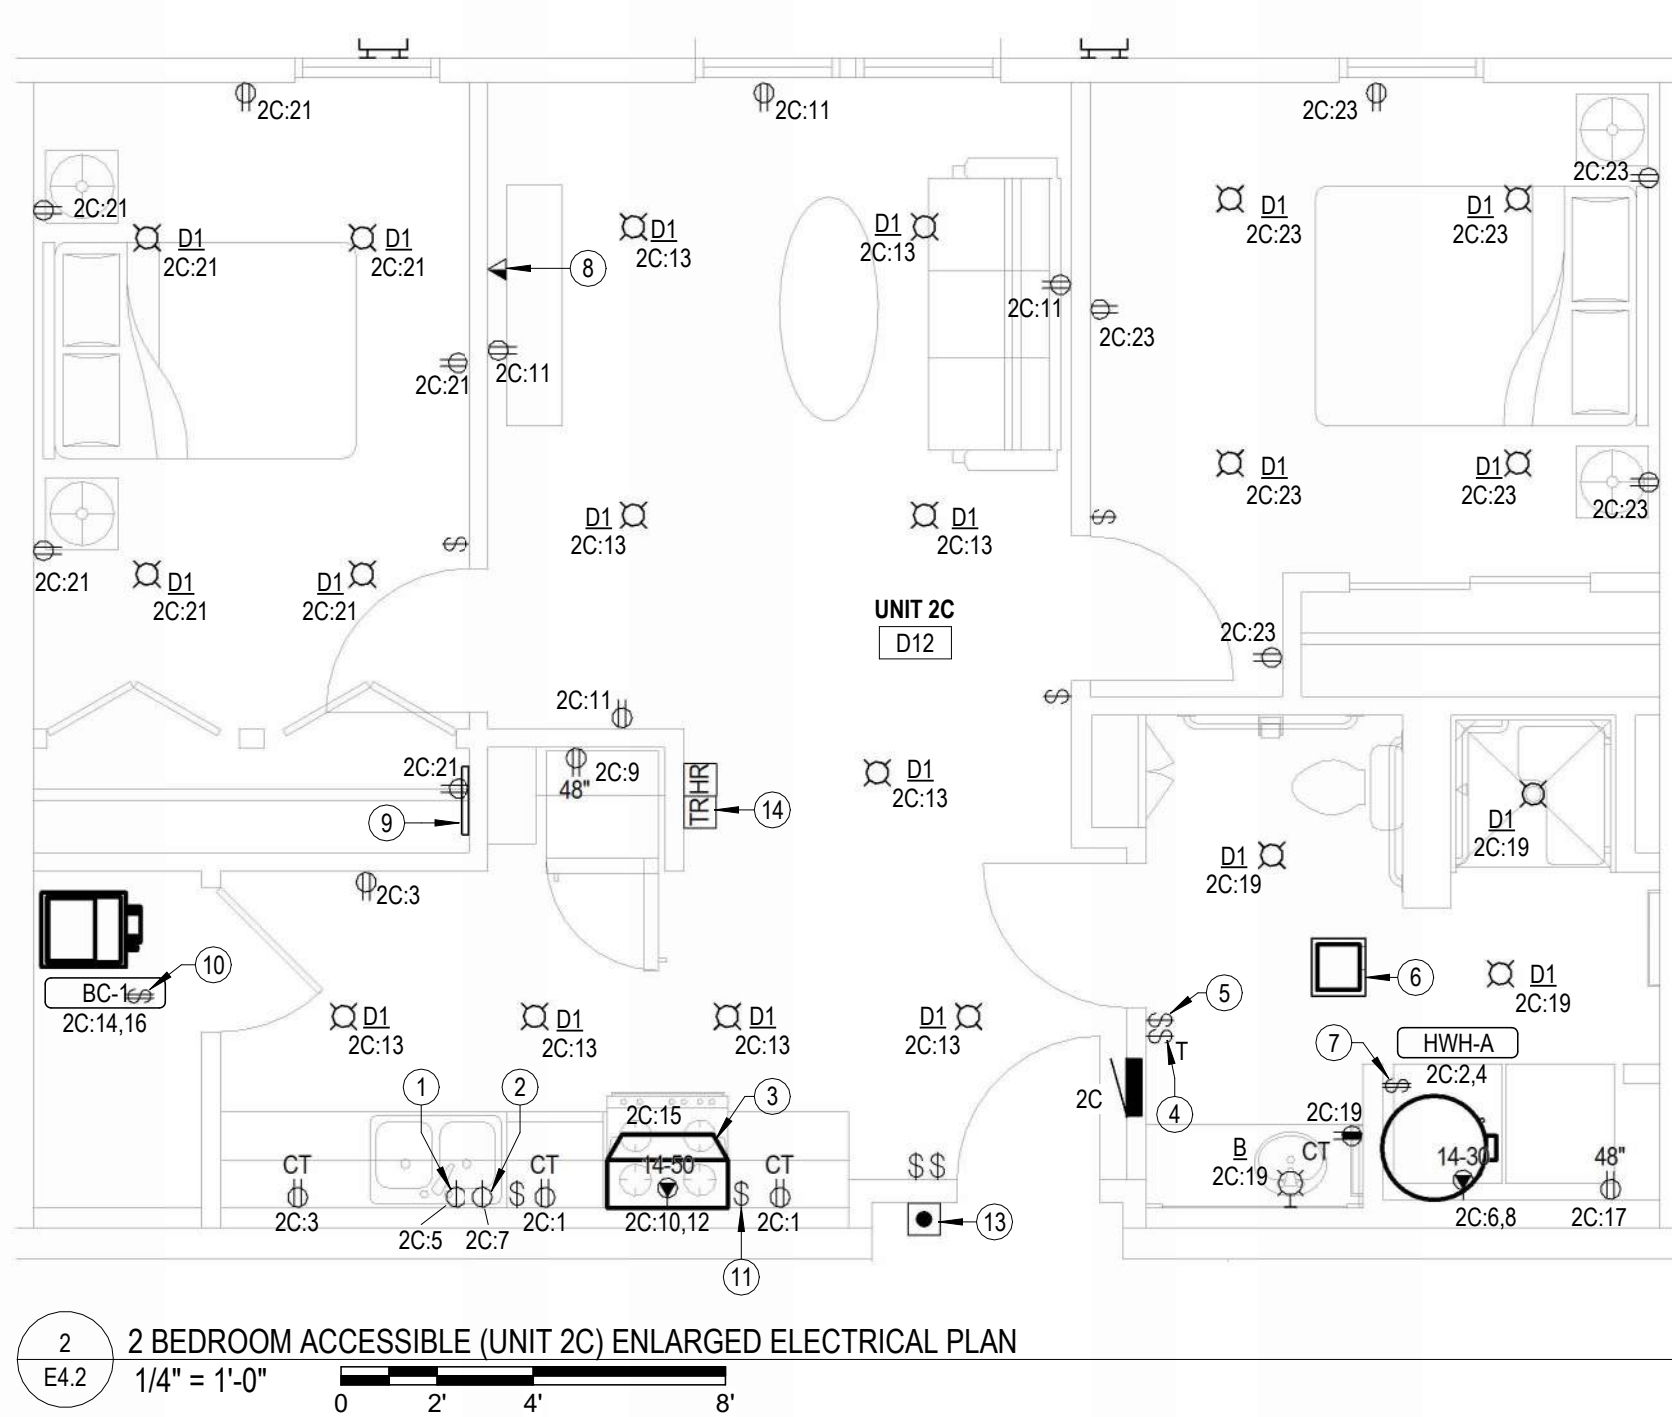 2C:21
2C:11
2C:23
2C:23
2C:21
D1
2C:21
D1
2C:21
D1
2C:13
D1
2C:13
D1
2C:23
D1
2C:23
8
2C:11
2C:23
2C:21
2C:11
D1
2C:23
D1
2C:23
2C:23
D1
2C:13
D1
2C:13
$
$
2C:21
D1
2C:21
D1
2C:21
UNIT 2C
D12
2C:23
2C:11
$
2C:21
2C:9
48"
TR
HR
14
D1
2C:13
9
D1
2C:19
D1
2C:19
2C:3
10
BC-1
$
2C:14,16
6
D1
2C:19
5
$
$
T
4
D1
2C:13
D1
2C:13
D1
2C:13
D1
2C:13
7
$
HWH-A
2C:2,4
1
2
3
2C:15
2C
2C:19
CT
B
2C:19
CT
CT
14-50
CT
$
$
$$
14-30
48"
2C:3
2C:5
2C:7
2C:1
2C:10,12
2C:1
2C:6,8
2C:17
13
11
2
E4.2
2 BEDROOM ACCESSIBLE (UNIT 2C) ENLARGED ELECTRICAL PLAN
1/4" = 1'-0"
0 2' 4' 8'